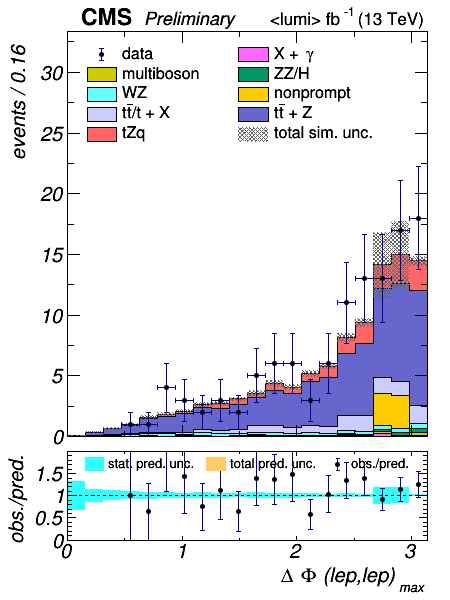 CMS Preliminary <lumi> fb⁻¹ (13 TeV)
events / 0.16
data
multiboson
WZ
tt̄/t + X
tZ̄q
X + γ
ZZ/H
nonprompt
tt̄ + Z
total sim. unc.
30
25
20
15
10
5
0
obs./pred.
stat. pred. unc. total pred. unc. obs./pred.
1.5
1
0.5
0
0 1 2 3
Δ Φ (lep,lep) max